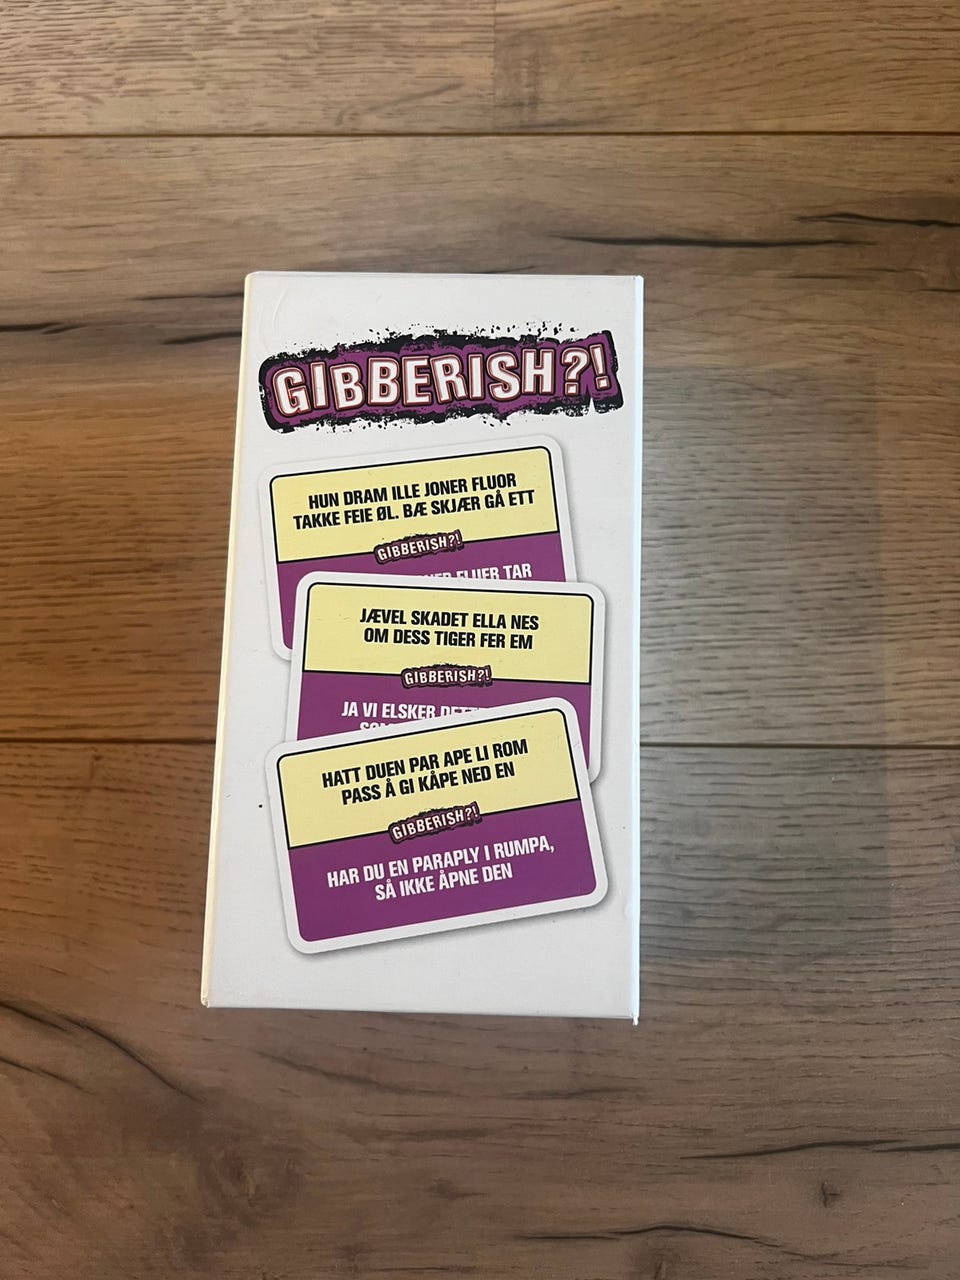 GIBBERISH?!
HUN DRAM ILLE JONER FLUOR
TAKKE FEIE ØL. BÆ SKJÆR GÅ ETT
GIBBERISH?!
FLUER TAR
JÆVEL SKADET ELLA NES
OM DESS TIGER FER EM
GIBBERISH?!
JA VI ELSKER
HATT DUEN PAR APE LI ROM
PASS Å GI KÅPE NED EN
GIBBERISH?!
HAR DU EN PARAPLY I RUMPA,
SÅ IKKE ÅPNE DEN